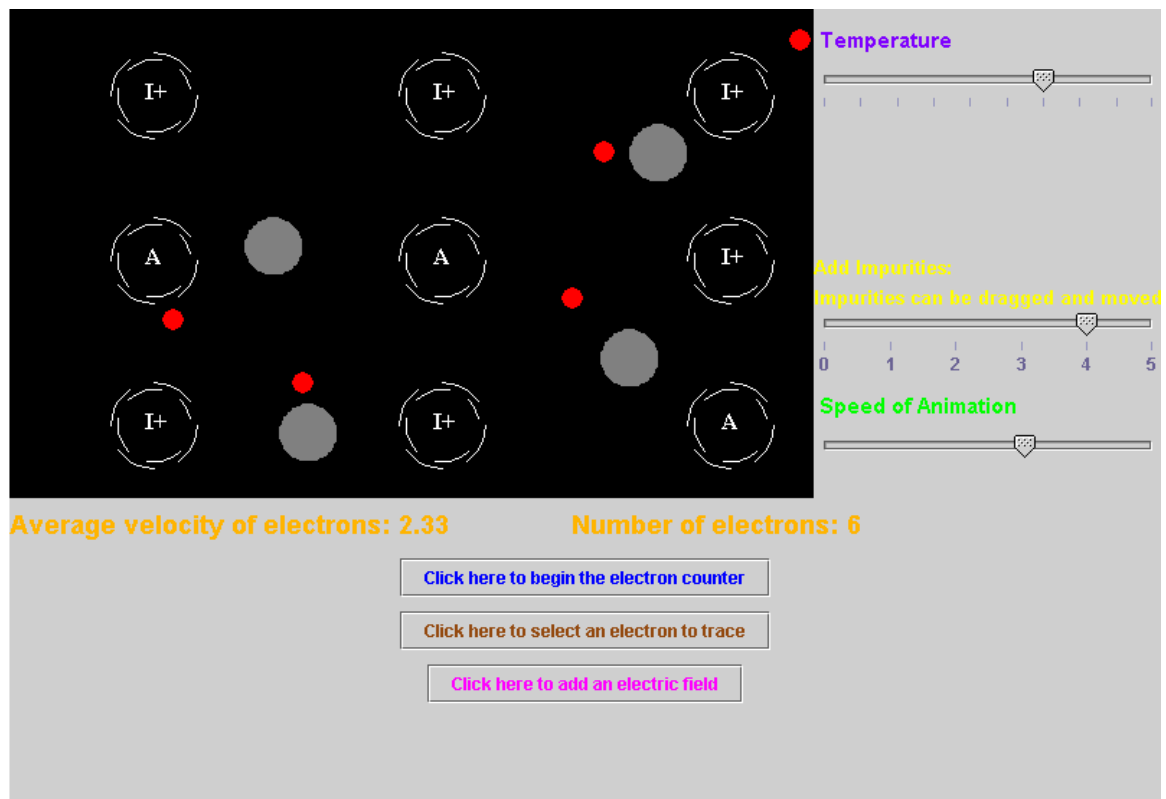 I+ I+ I+
Temperature
A A I+
Add Impurities:
Impurities can be dragged and moved
0 1 2 3 4 5
Speed of Animation
I+ I+ A
Average velocity of electrons: 2.33 Number of electrons: 6
Click here to begin the electron counter
Click here to select an electron to trace
Click here to add an electric field